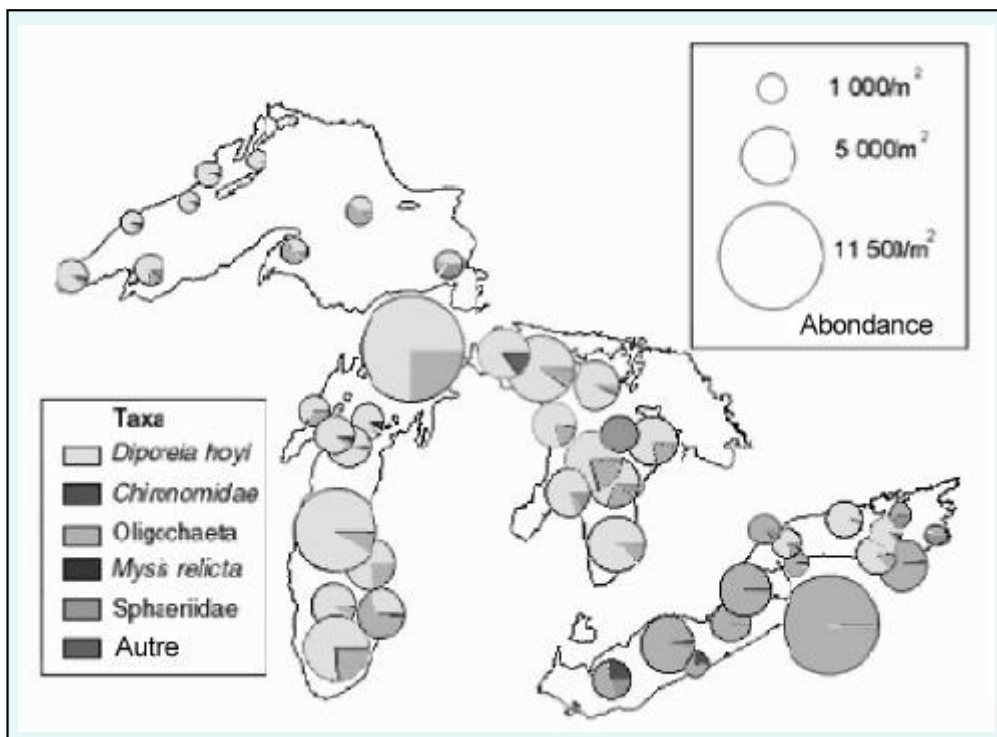 1 000/m²
5 000/m²
11 500/m²
Abondance
Taxa
Diporeia hoyi
Chironomidae
Oligochaeta
Mysis relicta
Sphaeriidae
Autre